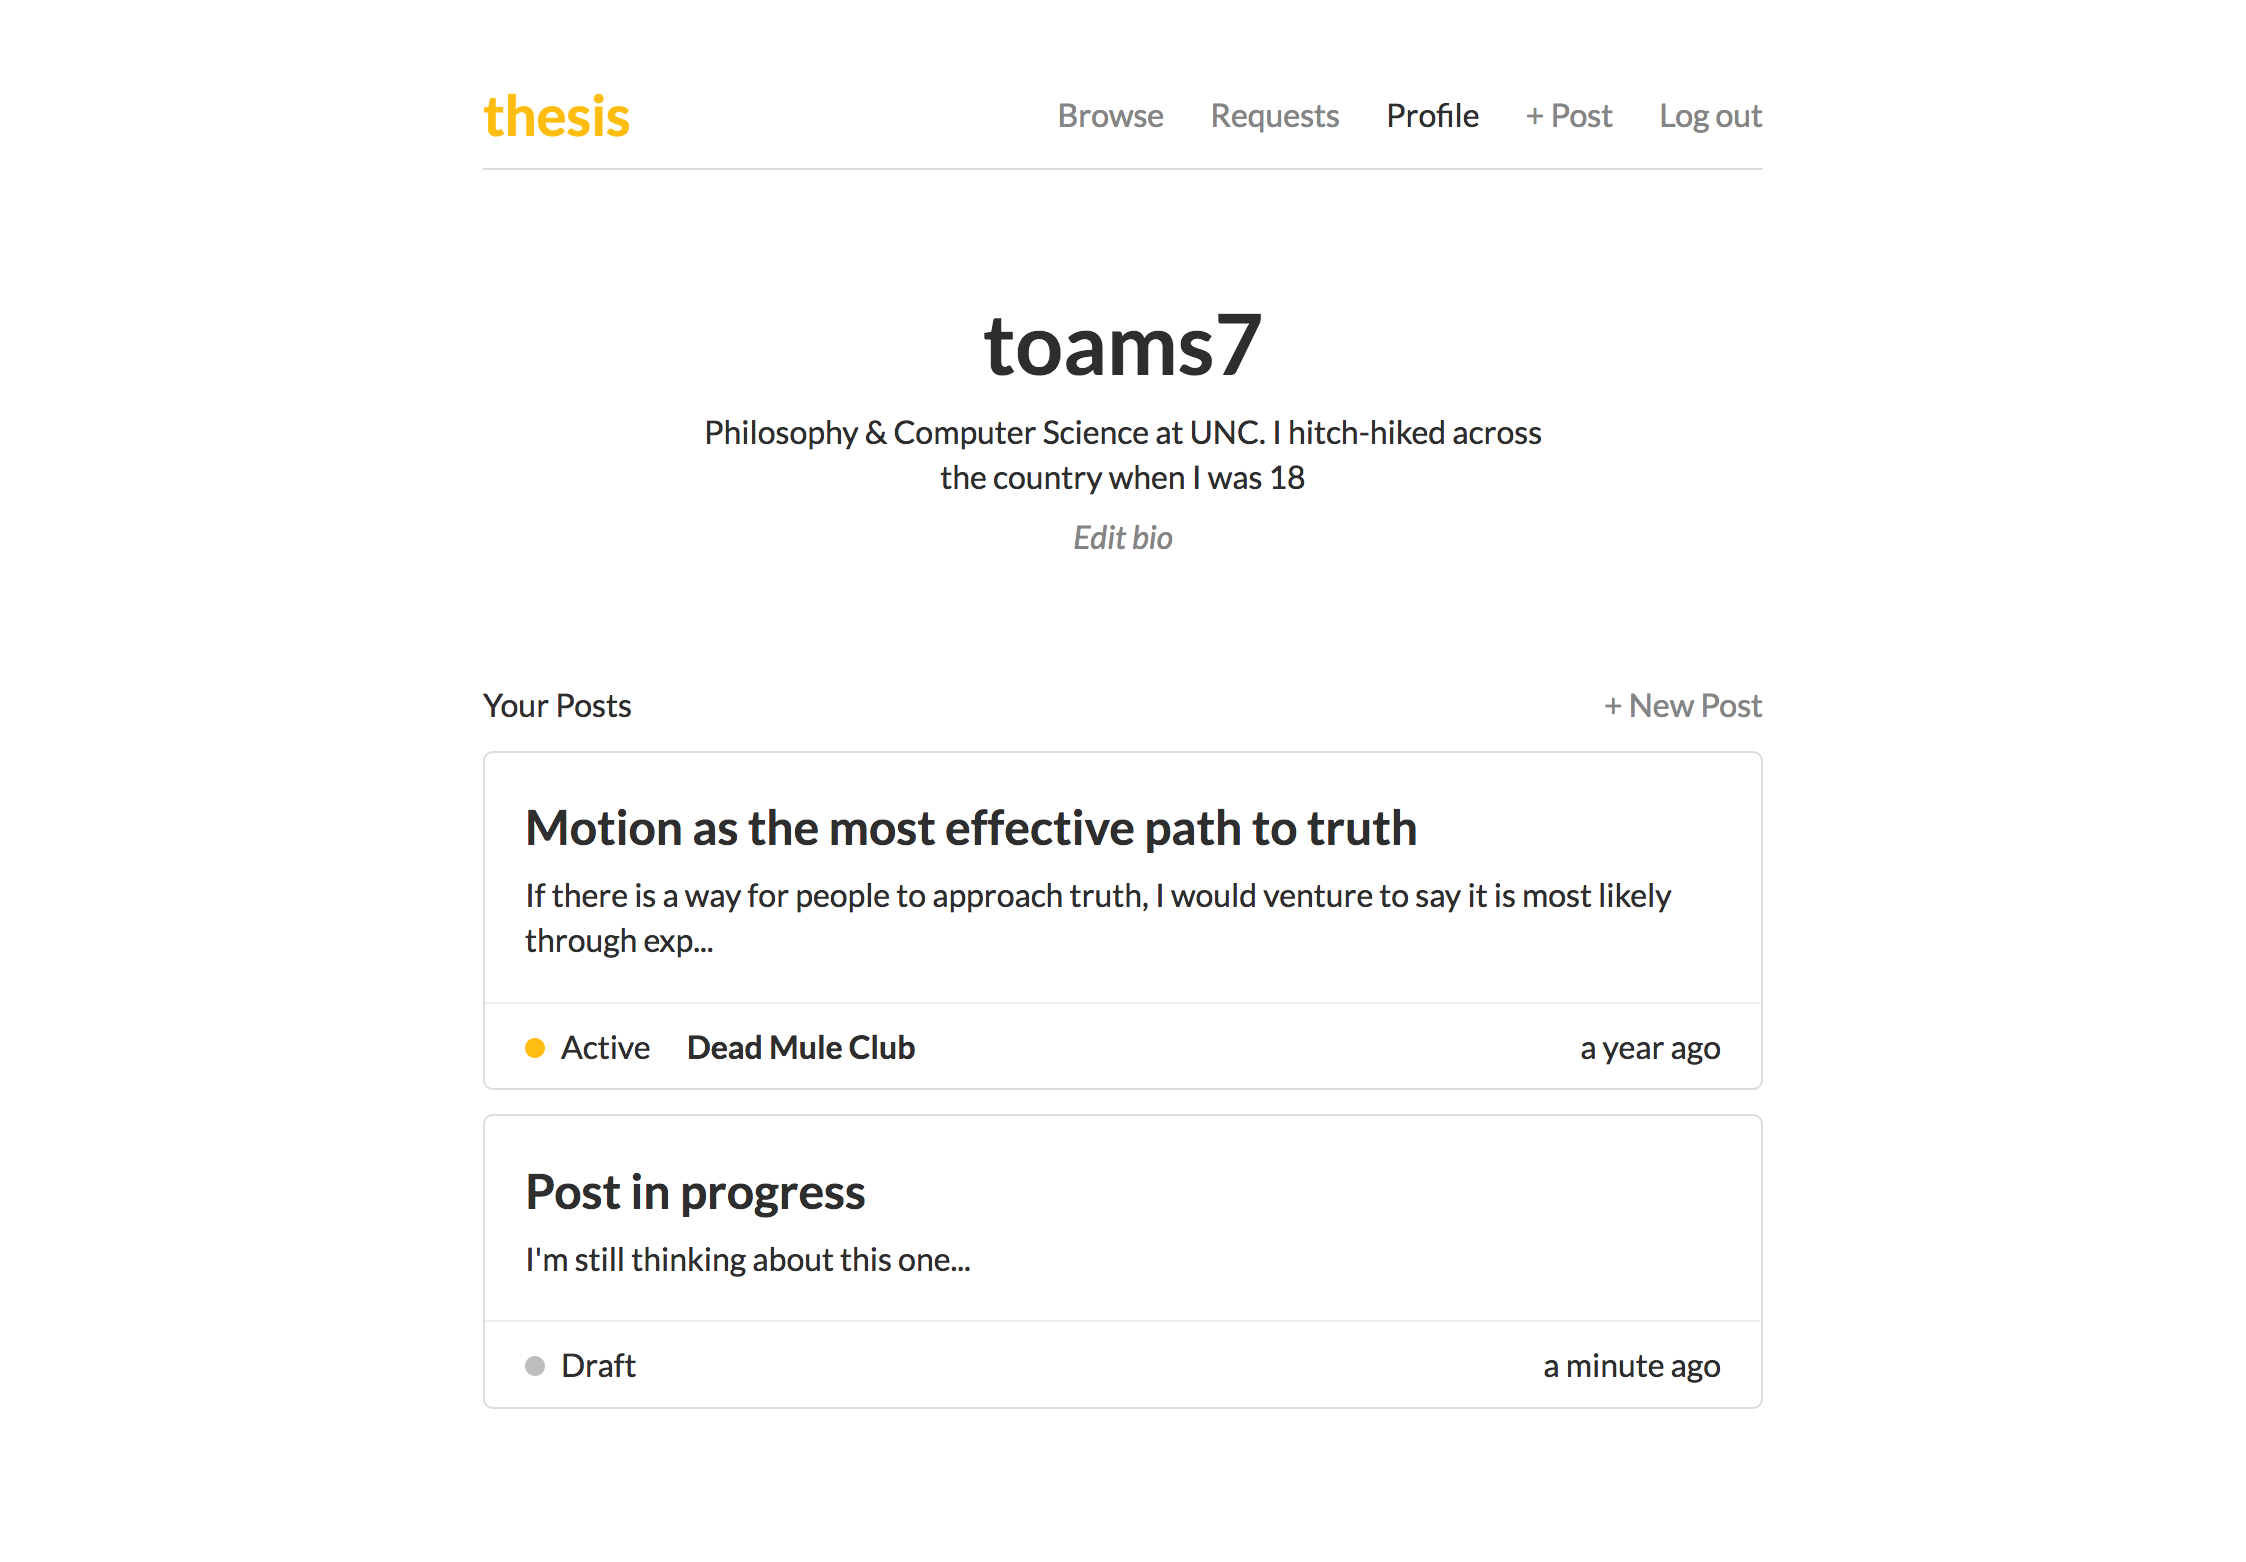 thesis
Browse Requests Profile + Post Log out
toams7
Philosophy & Computer Science at UNC. I hitch-hiked across
the country when I was 18
Edit bio
Your Posts + New Post
Motion as the most effective path to truth
If there is a way for people to approach truth, I would venture to say it is most likely
through exp...
Active Dead Mule Club a year ago
Post in progress
I'm still thinking about this one...
Draft a minute ago